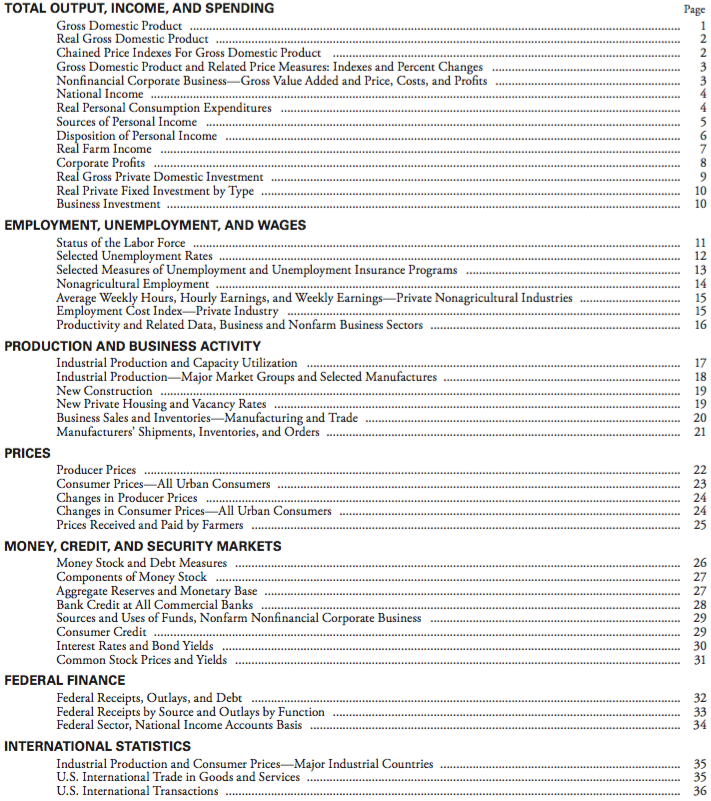 TOTAL OUTPUT, INCOME, AND SPENDING Page
Gross Domestic Product 1
Real Gross Domestic Product 2
Chained Price Indexes For Gross Domestic Product 2
Gross Domestic Product and Related Price Measures: Indexes and Percent Changes 3
Nonfinancial Corporate Business—Gross Value Added and Price, Costs, and Profits 3
National Income 4
Real Personal Consumption Expenditures 4
Sources of Personal Income 5
Disposition of Personal Income 6
Real Farm Income 7
Corporate Profits 8
Real Gross Private Domestic Investment 9
Real Private Fixed Investment by Type 10
Business Investment 10
EMPLOYMENT, UNEMPLOYMENT, AND WAGES
Status of the Labor Force 11
Selected Unemployment Rates 12
Selected Measures of Unemployment and Unemployment Insurance Programs 13
Nonagricultural Employment 14
Average Weekly Hours, Hourly Earnings, and Weekly Earnings—Private Nonagricultural Industries 15
Employment Cost Index—Private Industry 15
Productivity and Related Data, Business and Nonfarm Business Sectors 16
PRODUCTION AND BUSINESS ACTIVITY
Industrial Production and Capacity Utilization 17
Industrial Production—Major Market Groups and Selected Manufactures 18
New Construction 19
New Private Housing and Vacancy Rates 19
Business Sales and Inventories—Manufacturing and Trade 20
Manufacturers' Shipments, Inventories, and Orders 21
PRICES
Producer Prices 22
Consumer Prices—All Urban Consumers 23
Changes in Producer Prices 24
Changes in Consumer Prices—All Urban Consumers 24
Prices Received and Paid by Farmers 25
MONEY, CREDIT, AND SECURITY MARKETS
Money Stock and Debt Measures 26
Components of Money Stock 27
Aggregate Reserves and Monetary Base 27
Bank Credit at All Commercial Banks 28
Sources and Uses of Funds, Nonfarm Nonfinancial Corporate Business 29
Consumer Credit 29
Interest Rates and Bond Yields 30
Common Stock Prices and Yields 31
FEDERAL FINANCE
Federal Receipts, Outlays, and Debt 32
Federal Receipts by Source and Outlays by Function 33
Federal Sector, National Income Accounts Basis 34
INTERNATIONAL STATISTICS
Industrial Production and Consumer Prices—Major Industrial Countries 35
U.S. International Trade in Goods and Services 35
U.S. International Transactions 36